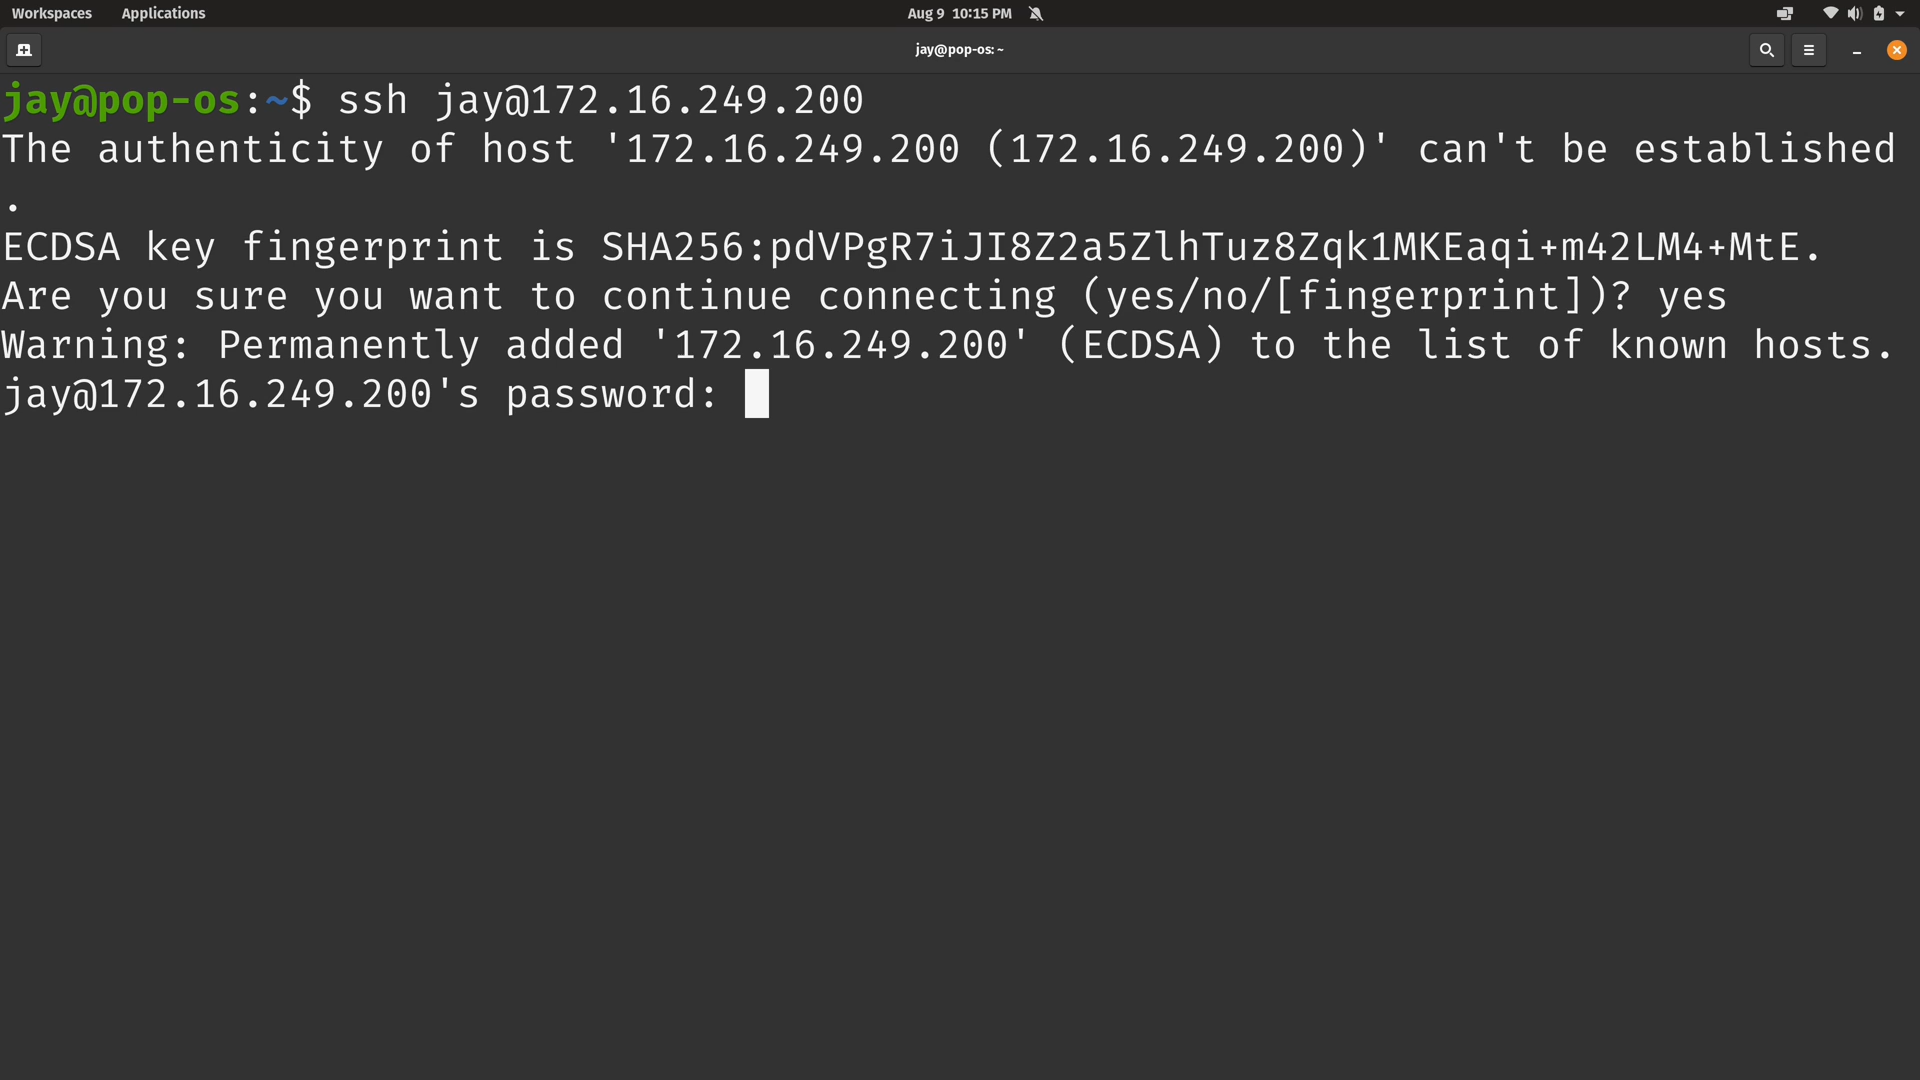 Workspaces Applications Aug 9 10:15 PM
jay@pop-os: ~
jay@pop-os:~$ ssh jay@172.16.249.200
The authenticity of host '172.16.249.200 (172.16.249.200)' can't be established
.
ECDSA key fingerprint is SHA256:pdVPgR7iJI8Z2a5ZlhTuz8Zqk1MKEaqi+m42LM4+MtE.
Are you sure you want to continue connecting (yes/no/[fingerprint])? yes
Warning: Permanently added '172.16.249.200' (ECDSA) to the list of known hosts.
jay@172.16.249.200's password: